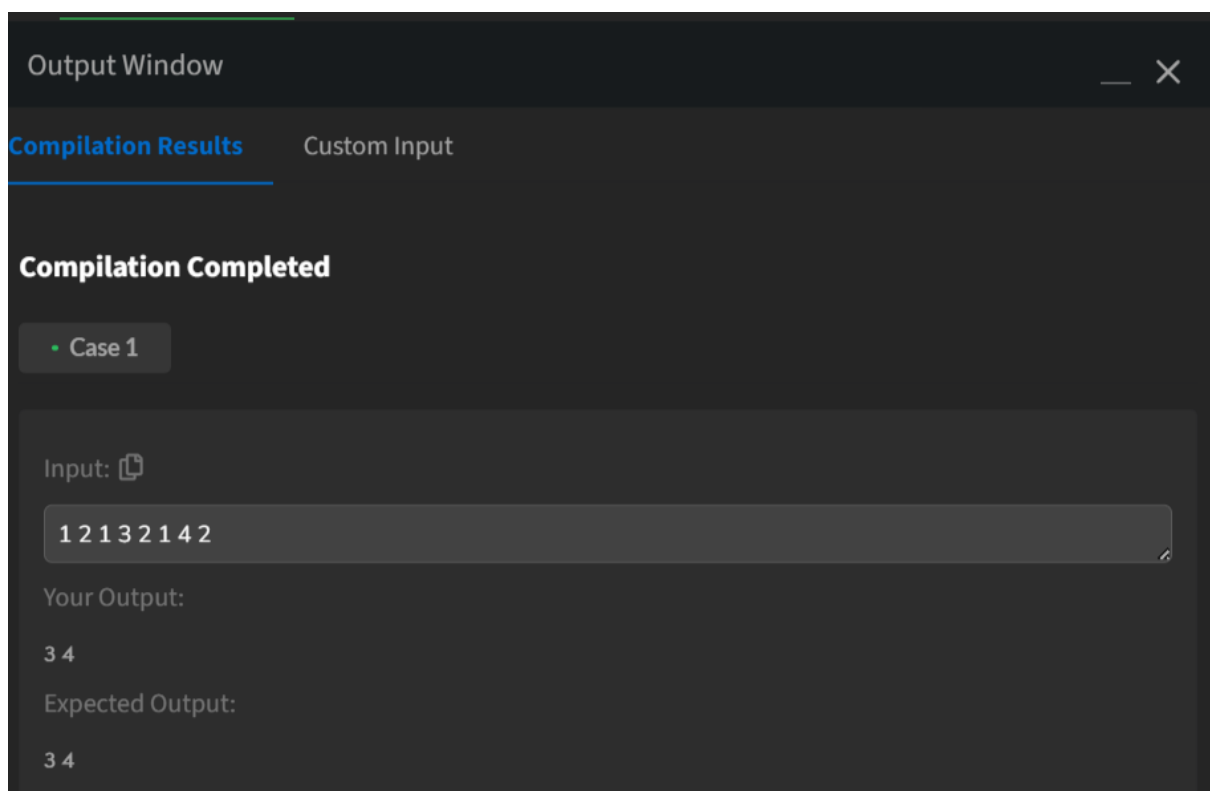 Output Window
Compilation Results Custom Input
Compilation Completed
Case 1
Input:
1 2 1 3 2 1 4 2
Your Output:
3 4
Expected Output:
3 4